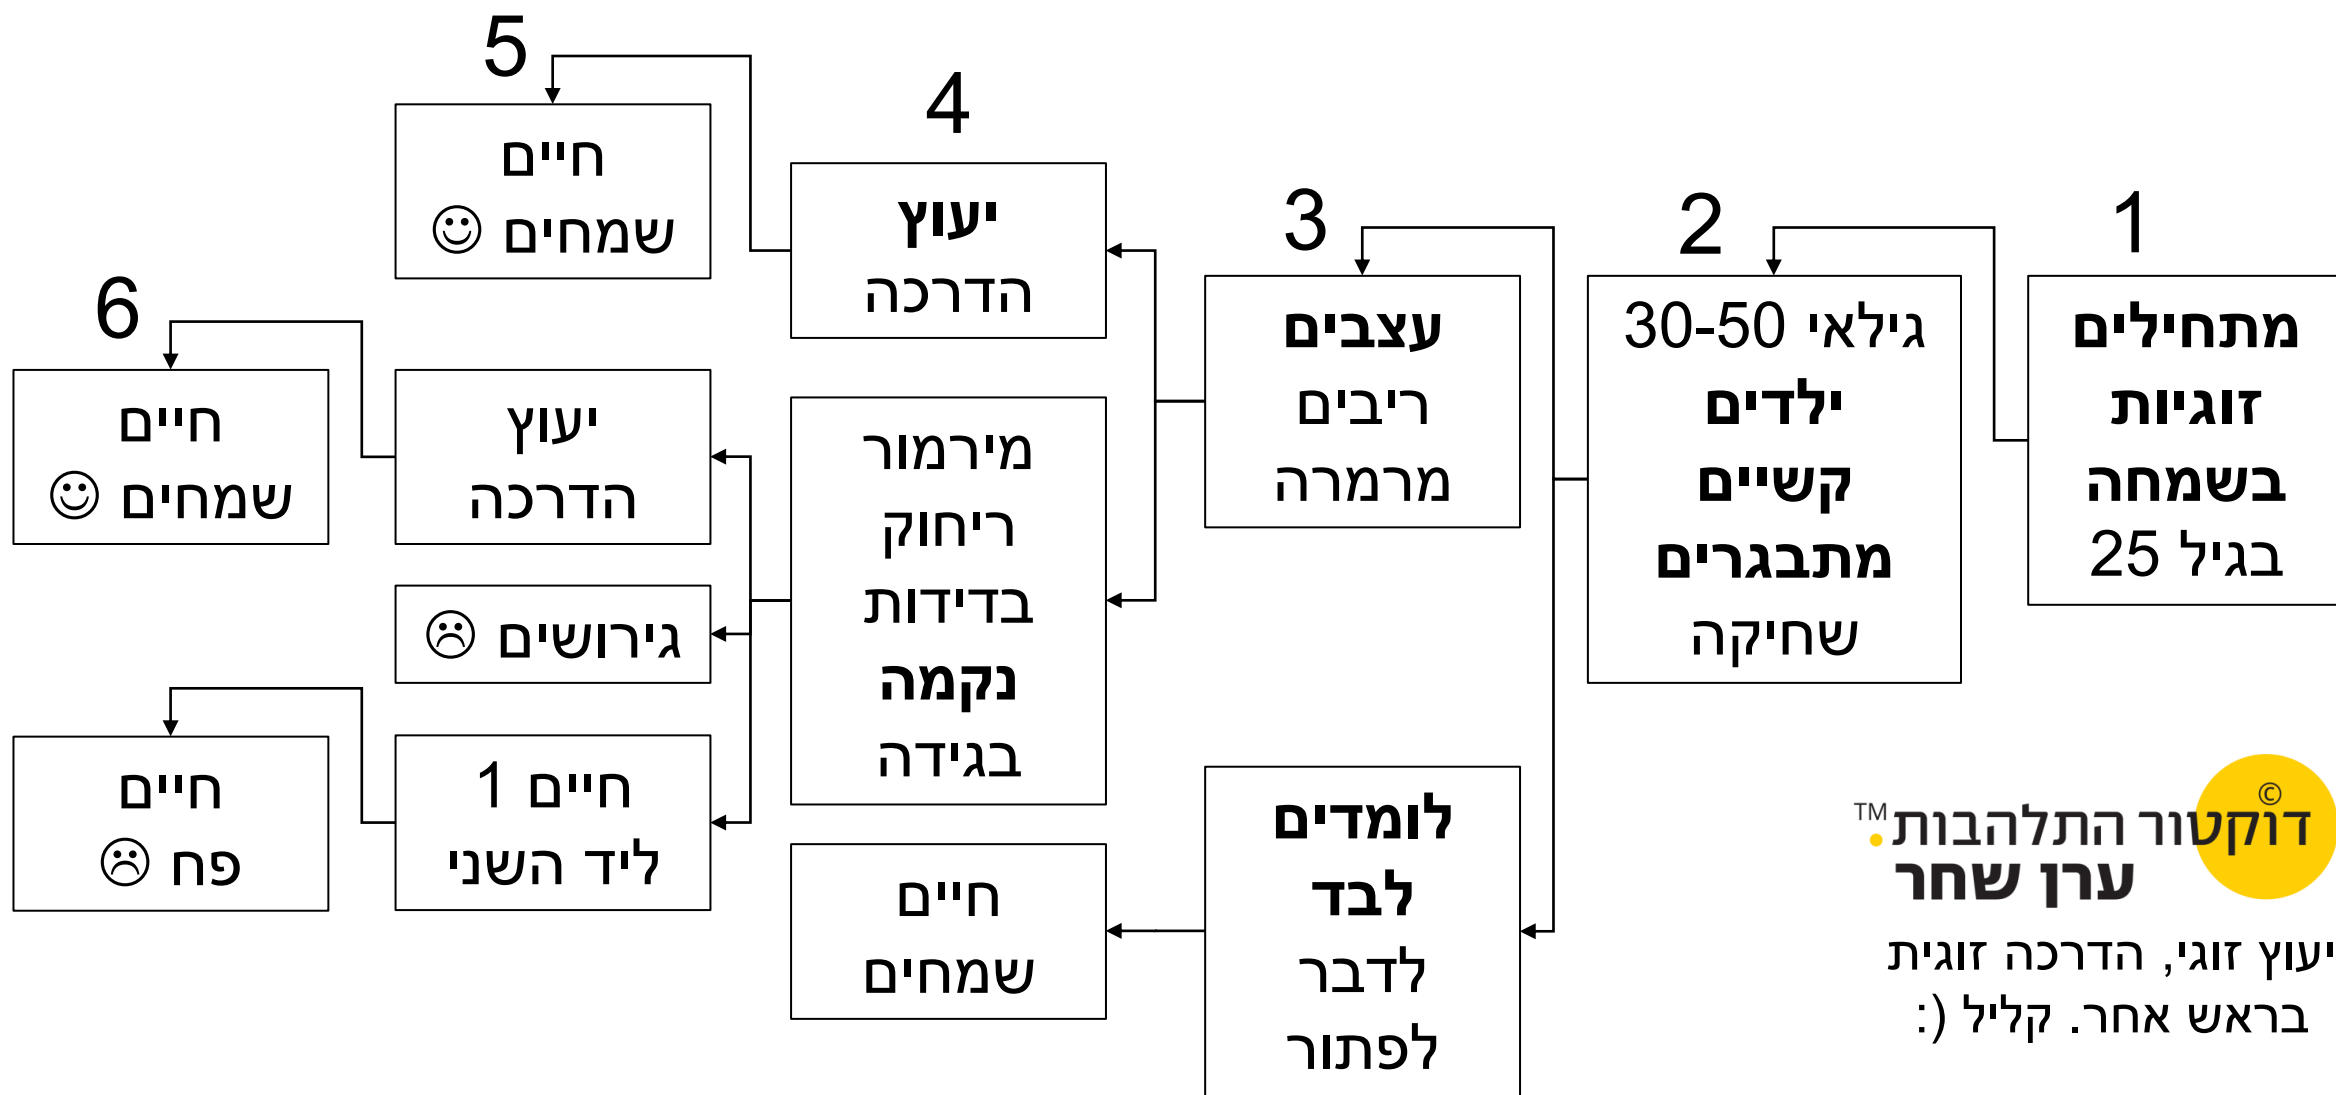 1
מתחילים
זוגיות
בשמחה
בגיל 25
2
גילאי 30-50
ילדים
קשיים
מתבגרים
שחיקה
3
עצבים
ריבים
מרמרה
לומדים
לבד
לדבר
לפתור
4
יעוץ
הדרכה
מירמור
ריחוק
בדידות
נקמה
בגידה
חיים
שמחים
5
חיים
שמחים ☺
יעוץ
הדרכה
גירושים ☹
חיים 1
ליד השני
6
חיים
שמחים ☺
חיים
פח ☹
©
דוקטור התלהבות™
ערן שחר
יעוץ זוגי, הדרכה זוגית
בראש אחר. קליל (: